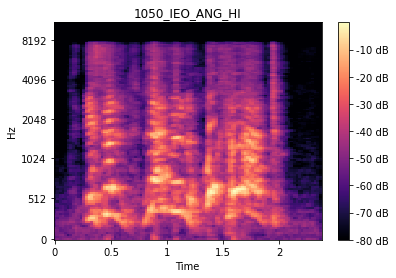 1050_IEO_ANG_HI
8192
4096
2048
1024
512
0
Hz
0
0.5
1
1.5
2
Time
-10 dB
-20 dB
-30 dB
-40 dB
-50 dB
-60 dB
-70 dB
-80 dB